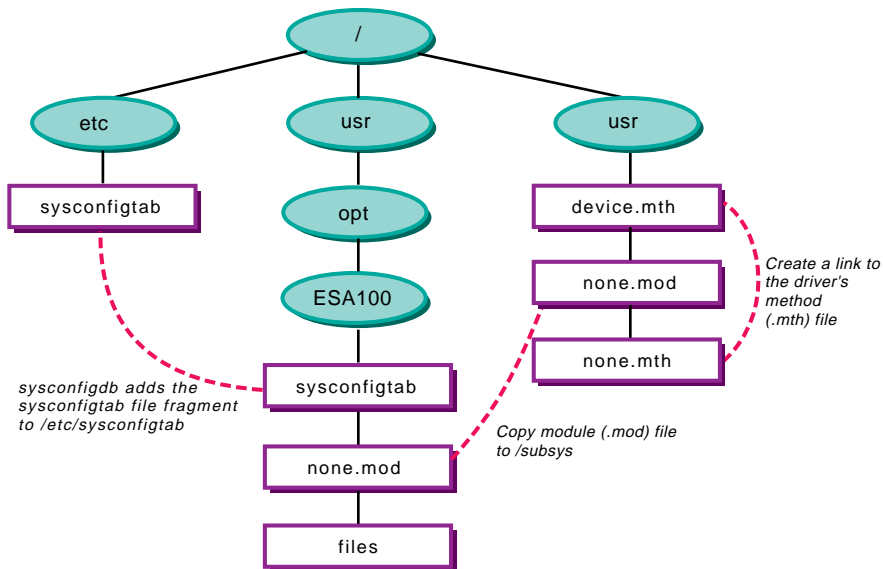 /
etc
usr
usr
sysconfigtab
opt
device.mth
ESA100
none.mod
none.mth
Create a link to
the driver's
method
(.mth) file
sysconfigdb adds the
sysconfigtab file fragment
to /etc/sysconfigtab
sysconfigtab
Copy module (.mod) file
to /subsys
none.mod
files